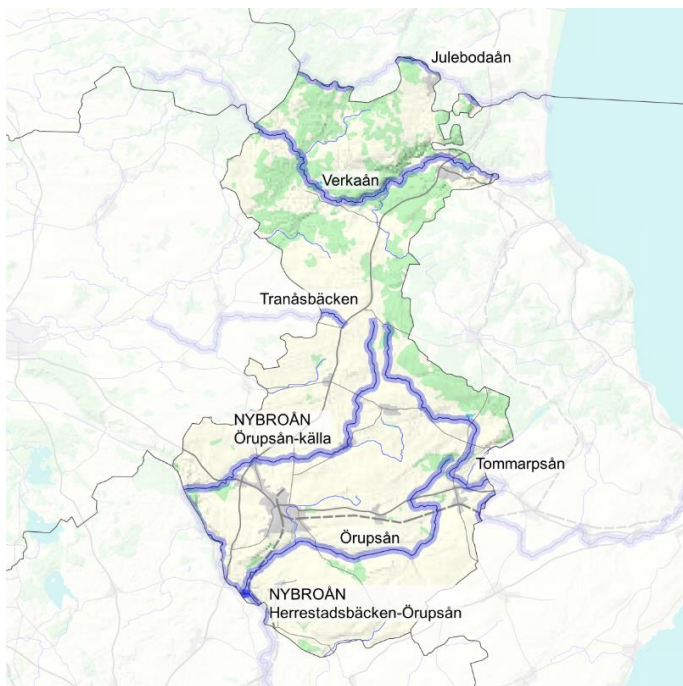 Julebodaån
Verkaån
Tranåsbäcken
NYBROÅN
Örupsån-källa
Tommarpsån
Örupsån
NYBROÅN
Herrestadsbäcken-Örupsån